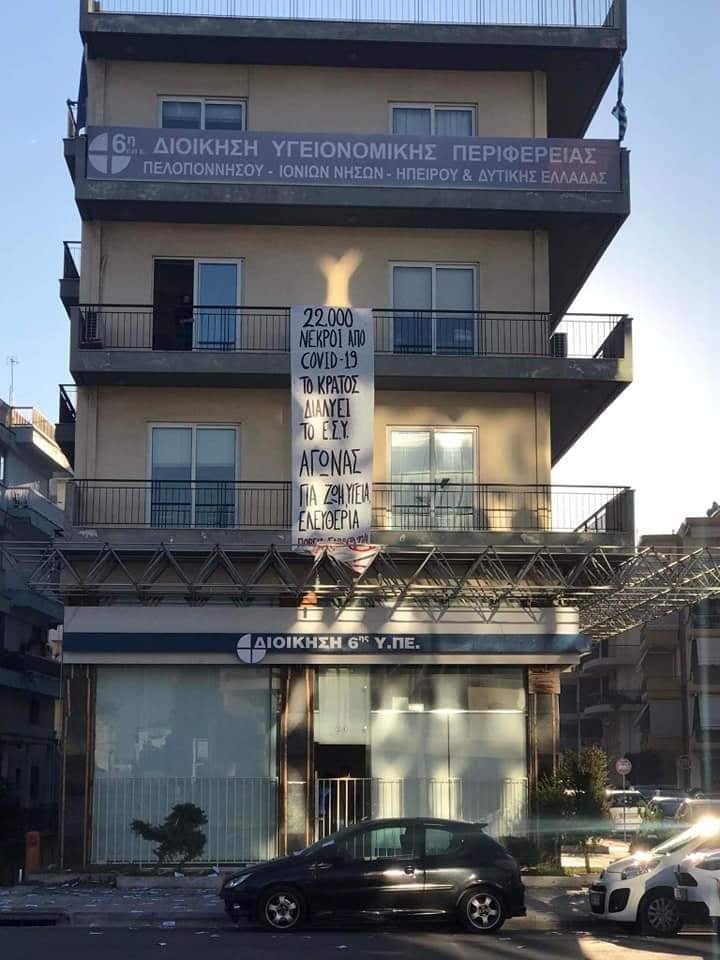 6η Υ.ΠΕ. ΔΙΟΙΚΗΣΗ ΥΓΕΙΟΝΟΜΙΚΗΣ ΠΕΡΙΦΕΡΕΙΑΣ
ΠΕΛΟΠΟΝΝΗΣΟΥ - ΙΟΝΙΩΝ ΝΗΣΩΝ - ΗΠΕΙΡΟΥ & ΔΥΤΙΚΗΣ ΕΛΛΑΔΑΣ
22.000
ΝΕΚΡΟΙ ΑΠΟ
COVID-19
ΤΟ ΚΡΑΤΟΣ
ΔΙΑΛΥΕΙ
ΤΟ Ε.Σ.Υ.
ΑΓΩΝΑΣ
ΓΙΑ ΖΩΗ ΥΓΕΙΑ
ΕΛΕΥΘΕΡΙΑ
ΔΙΟΙΚΗΣΗ 6ης Υ.ΠΕ.